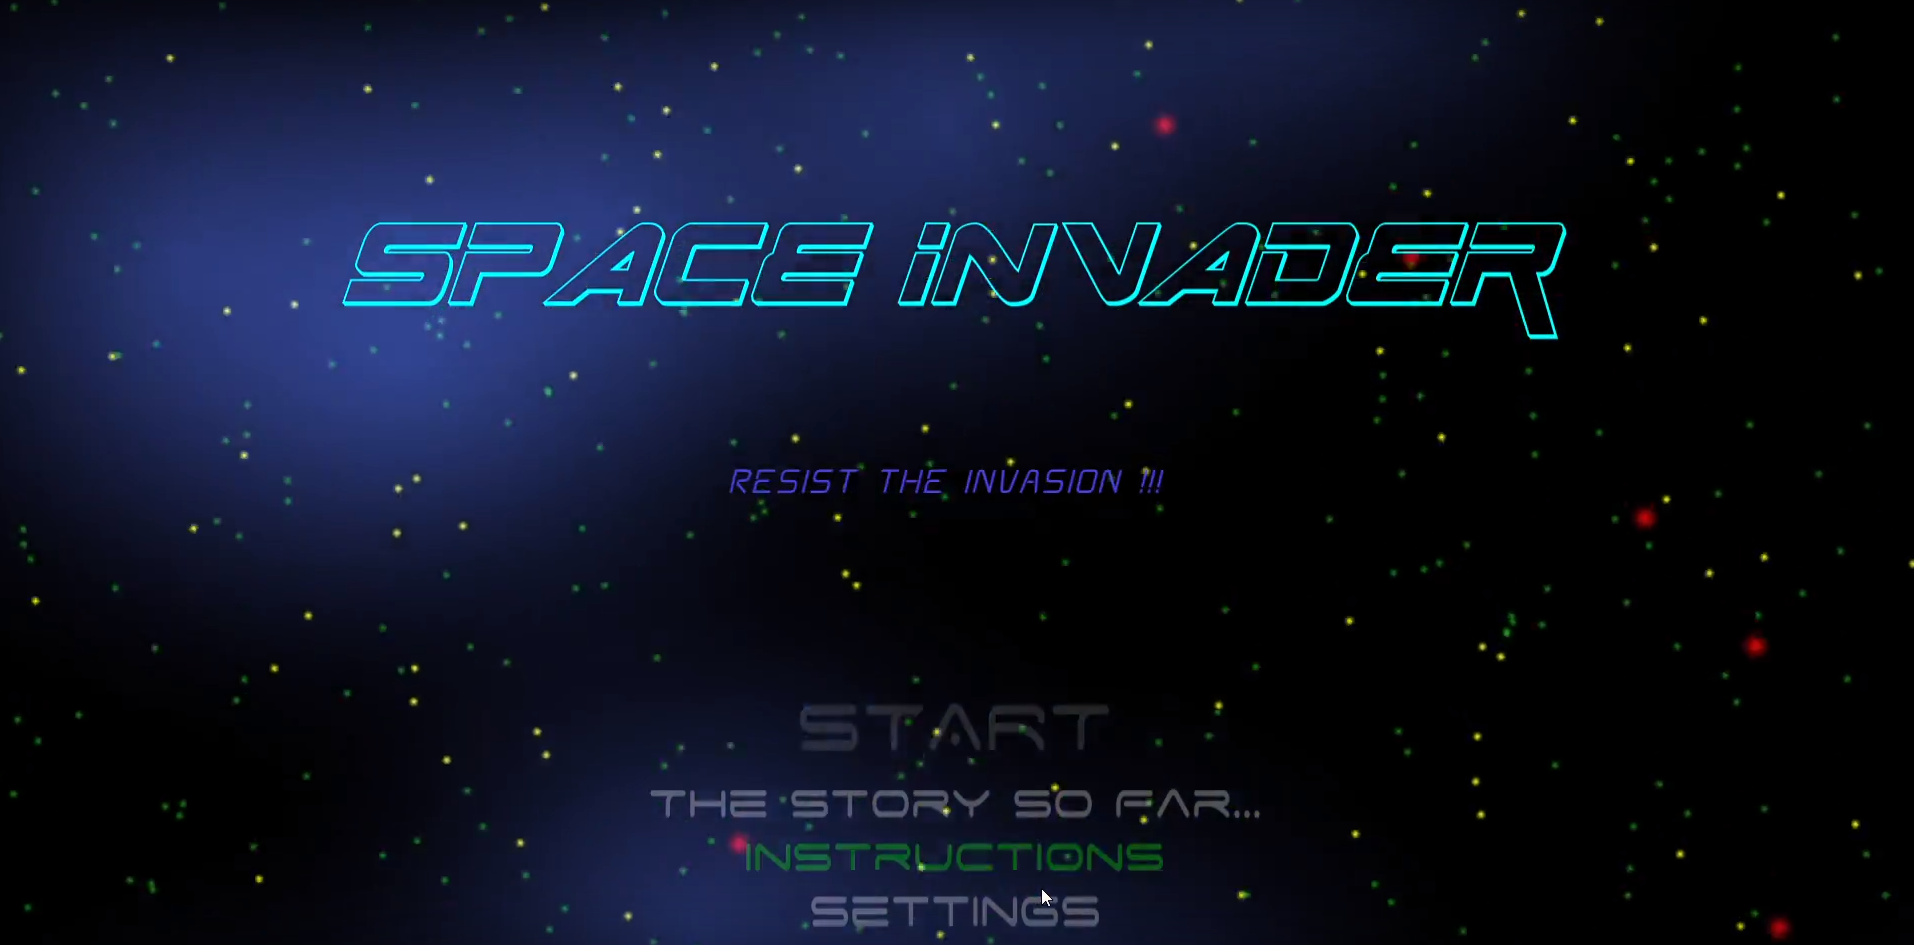 SPACE iNVADER
RESIST THE INVASION !!!
START
THE STORY SO FAR...
INSTRUCTIONS
SETTINGS